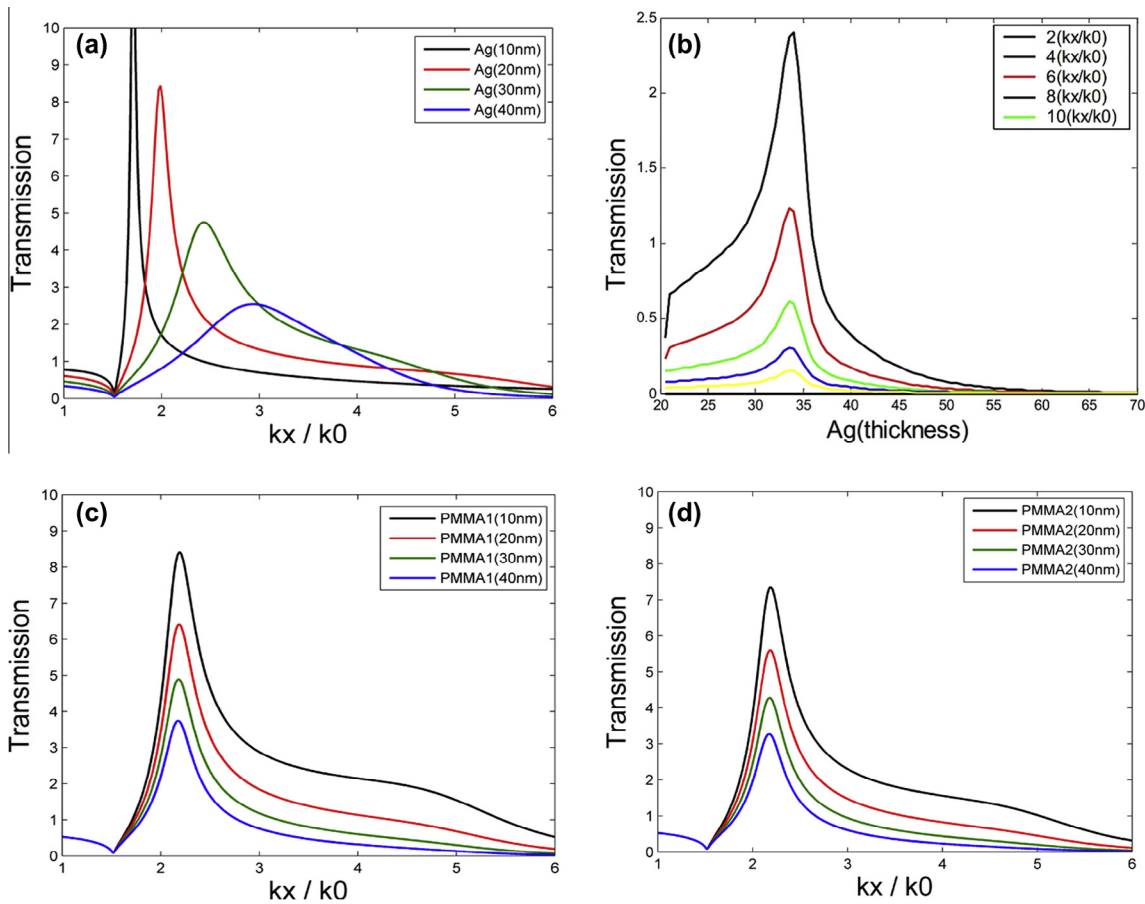 (a)
10
9
8
7
6
5
4
3
2
1
0
Transmission
Ag(10nm)
Ag(20nm)
Ag(30nm)
Ag(40nm)
1 2 3 4 5 6
kx / k0
(b)
2.5
2
1.5
1
0.5
0
Transmission
2(kx/k0)
4(kx/k0)
6(kx/k0)
8(kx/k0)
10(kx/k0)
20 25 30 35 40 45 50 55 60 65 70
Ag(thickness)
(c)
10
9
8
7
6
5
4
3
2
1
0
Transmission
PMMA1(10nm)
PMMA1(20nm)
PMMA1(30nm)
PMMA1(40nm)
1 2 3 4 5 6
kx / k0
(d)
10
9
8
7
6
5
4
3
2
1
0
Transmission
PMMA2(10nm)
PMMA2(20nm)
PMMA2(30nm)
PMMA2(40nm)
1 2 3 4 5 6
kx / k0